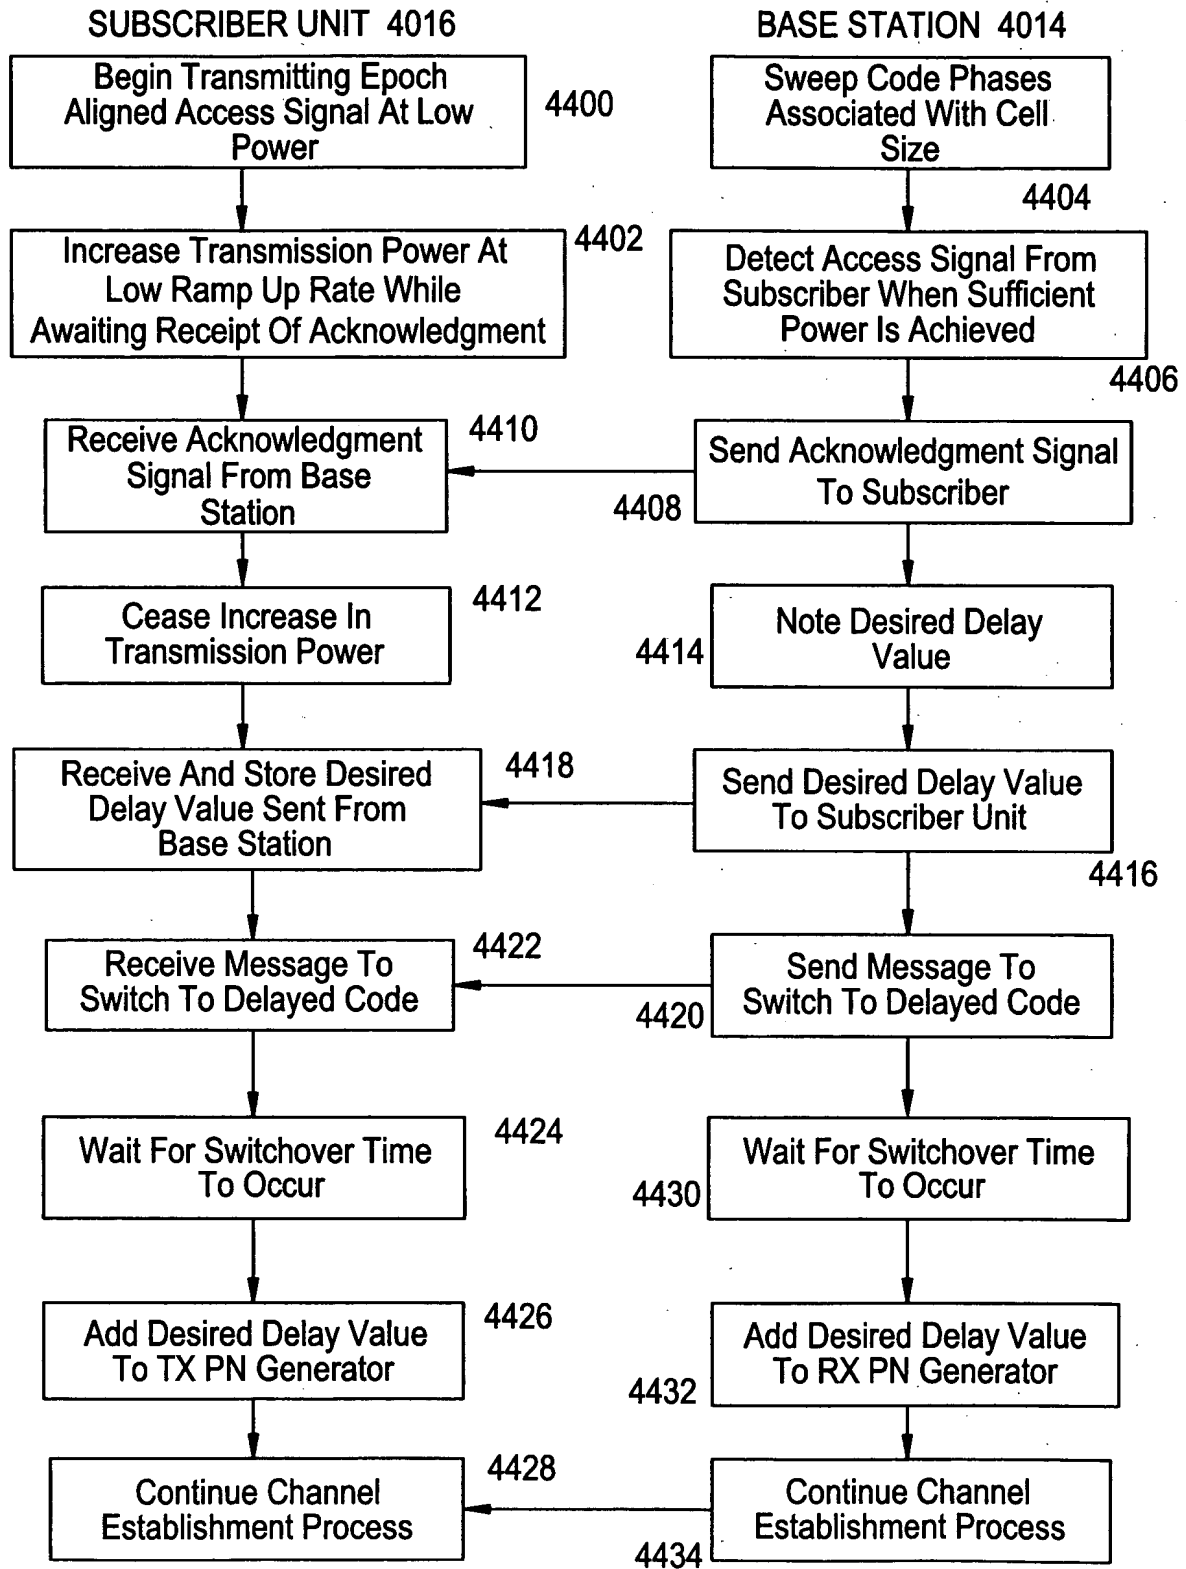 SUBSCRIBER UNIT 4016
BASE STATION 4014
Begin Transmitting Epoch
Aligned Access Signal At Low
Power
4400
Sweep Code Phases
Associated With Cell
Size
4404
Increase Transmission Power At
Low Ramp Up Rate While
Awaiting Receipt Of Acknowledgment
4402
Detect Access Signal From
Subscriber When Sufficient
Power Is Achieved
4406
Receive Acknowledgment
Signal From Base
Station
4410
Send Acknowledgment Signal
To Subscriber
4408
Cease Increase In
Transmission Power
4412
Note Desired Delay
Value
4414
Receive And Store Desired
Delay Value Sent From
Base Station
4418
Send Desired Delay Value
To Subscriber Unit
4416
Receive Message To
Switch To Delayed Code
4422
Send Message To
Switch To Delayed Code
4420
Wait For Switchover Time
To Occur
4424
Wait For Switchover Time
To Occur
4430
Add Desired Delay Value
To TX PN Generator
4426
Add Desired Delay Value
To RX PN Generator
4432
Continue Channel
Establishment Process
4428
Continue Channel
Establishment Process
4434